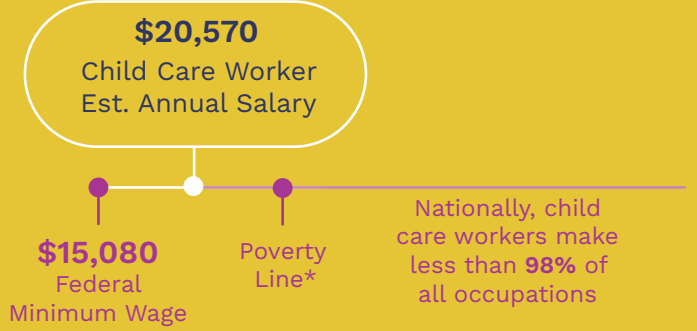 $20,570
Child Care Worker
Est. Annual Salary
$15,080
Federal
Minimum Wage
Poverty
Line*
Nationally, child
care workers make
less than 98% of
all occupations